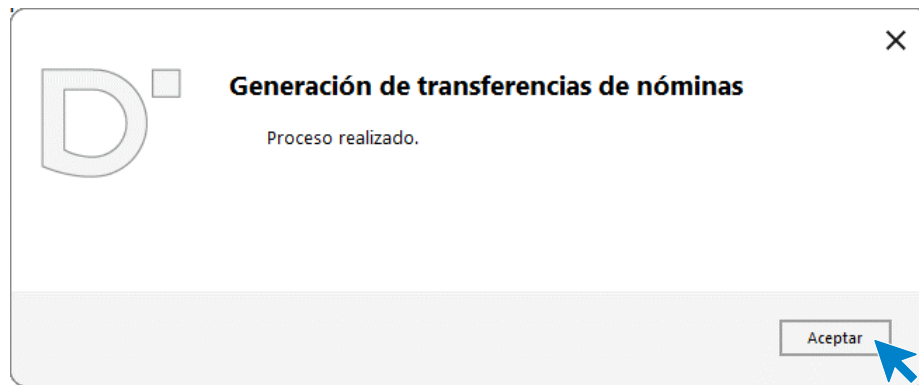 Generación de transferencias de nóminas
Proceso realizado.
Aceptar